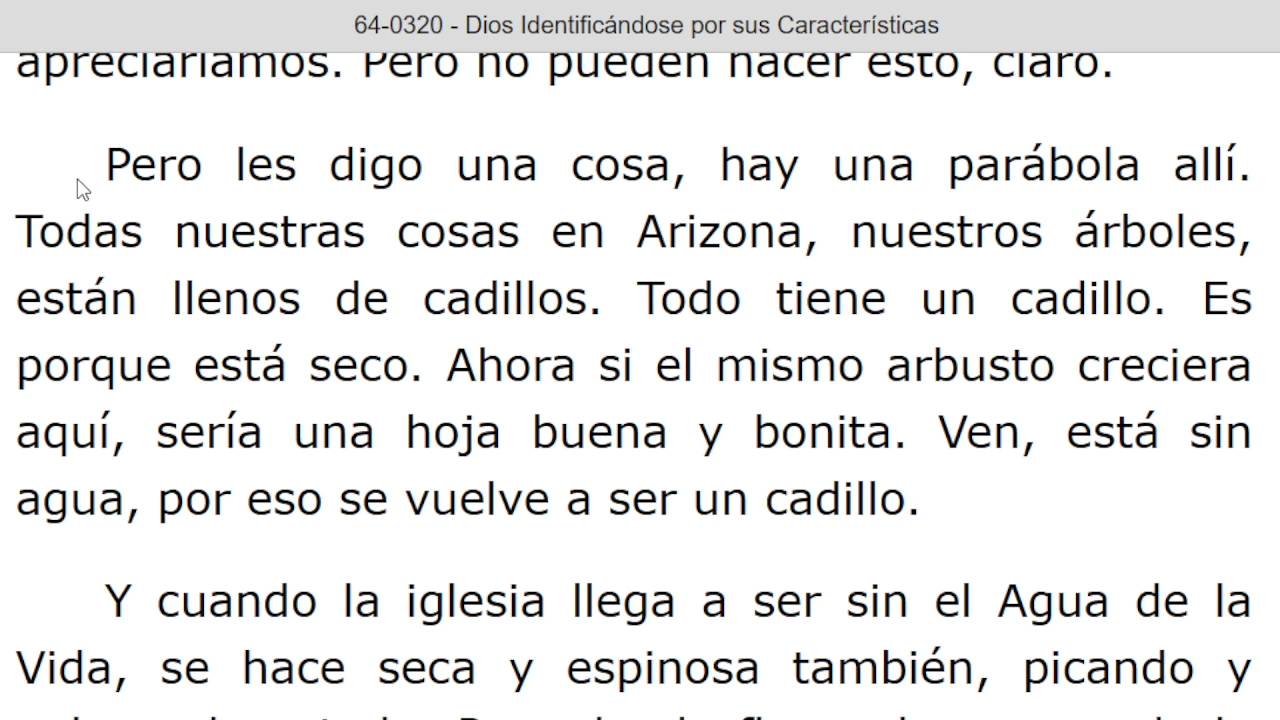 64-0320 - Dios Identificándose por sus Características
apreciaríamos. Pero no pueden hacer esto, claro.
Pero les digo una cosa, hay una parábola allí.
Todas nuestras cosas en Arizona, nuestros árboles,
están llenos de cadillos. Todo tiene un cadillo. Es
porque está seco. Ahora si el mismo arbusto creciera
aquí, sería una hoja buena y bonita. Ven, está sin
agua, por eso se vuelve a ser un cadillo.
Y cuando la iglesia llega a ser sin el Agua de la
Vida, se hace seca y espinosa también, picando y